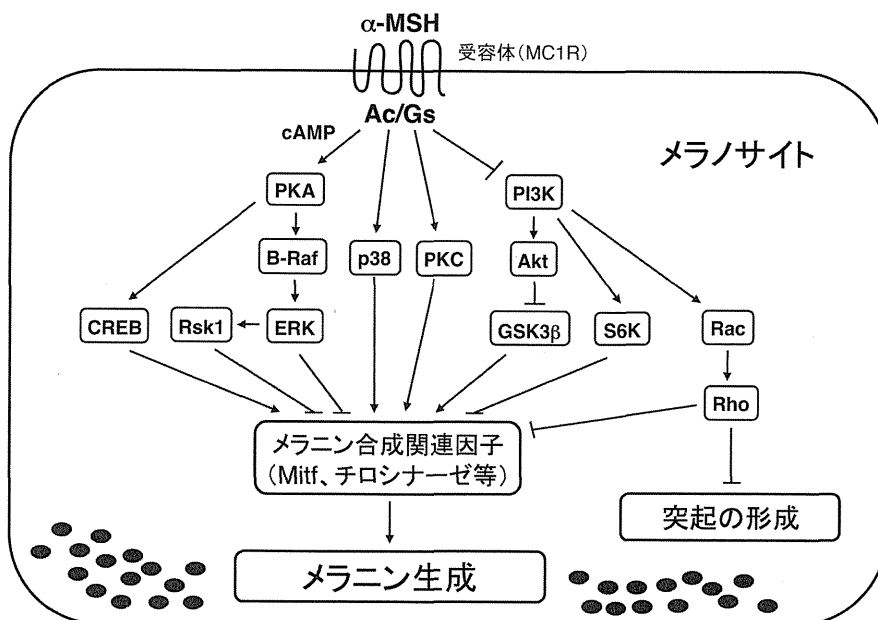 α-MSH
受容体(MC1R)
Ac/Gs
cAMP
メラノサイト
PKA
PI3K
B-Raf
p38
PKC
Akt
CREB
Rsk1
ERK
GSK3β
S6K
Rac
Rho
メラニン合成関連因子
(Mitf、チロシナーゼ等)
突起の形成
メラニン生成